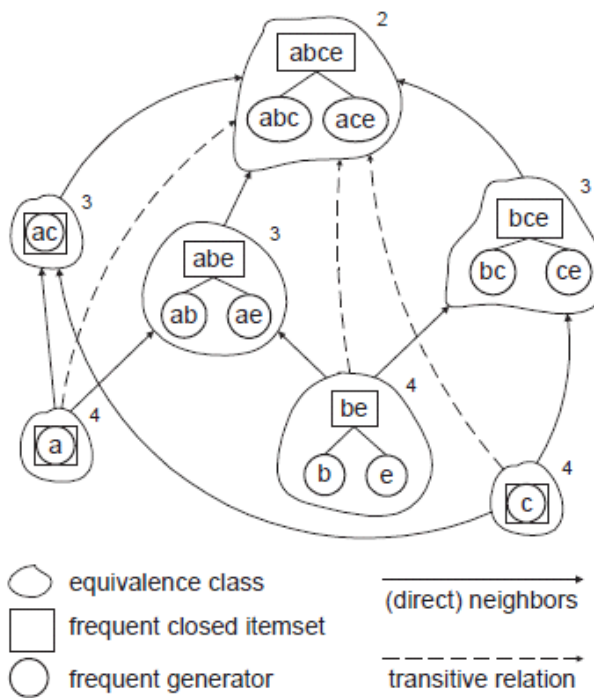 2
abce
abc ace
3
ac
3
abe
ab ae
3
bce
bc ce
4
a
4
be
b e
4
c
equivalence class
(direct) neighbors
frequent closed itemset
frequent generator
transitive relation